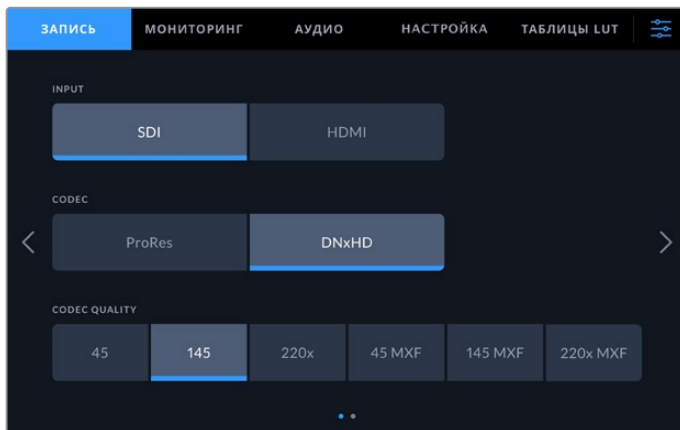 ЗАПИСЬ МОНИТОРИНГ АУДИО НАСТРОЙКА ТАБЛИЦЫ LUT
INPUT
SDI HDMI
CODEC
ProRes DNxHD
CODEC QUALITY
45 145 220x 45 MXF 145 MXF 220x MXF